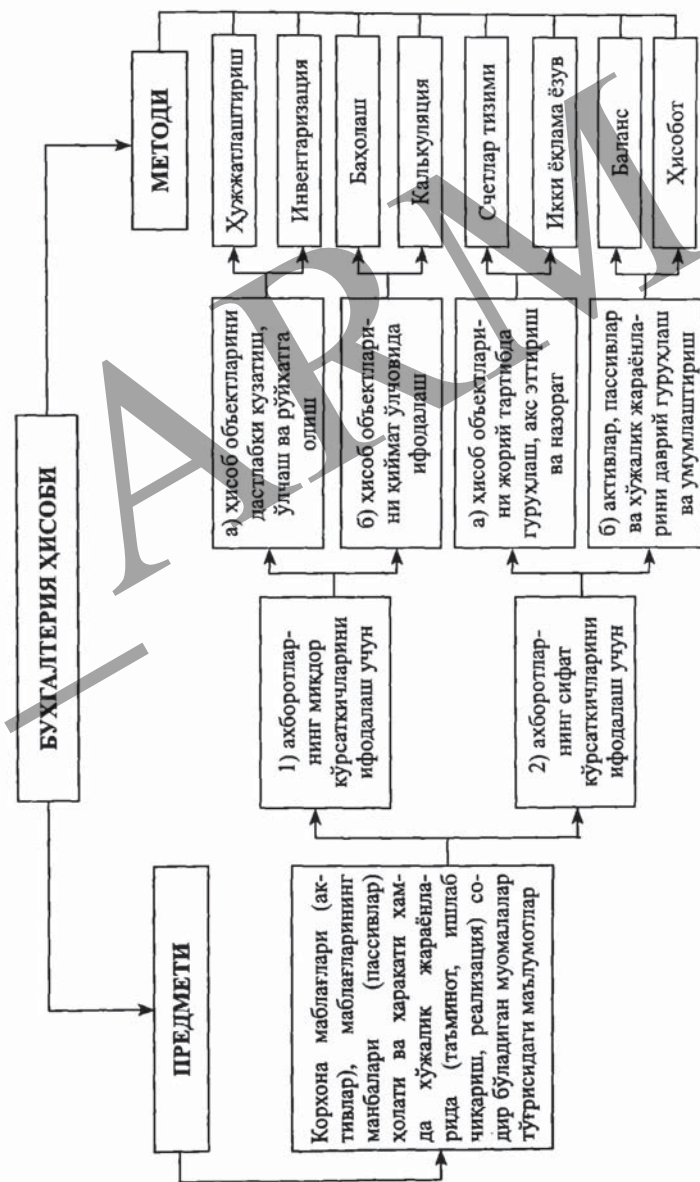 БУХГАЛТЕРИЯ ҲИСОБИ
ПРЕДМЕТИ
МЕТОДИ
Корхона маблағлари (ак-
тивлар), маблағларининг
манбалари (пассивлар)
ҳолати ва ҳаракати хам-
да хўжалик жараёнла-
рида (таъминот, ишлаб
чиқариш, реализация) со-
дир бўладиган муомалалар
тўғрисидаги маълумотлар
1) ахборотлар-
нинг миқдор
кўрсаткичларини
ифодалаш учун
2) ахборотлар-
нинг сифат
кўрсаткичларини
ифодалаш учун
а) ҳисоб объектларини
дастлабки кузатиш,
ўлчаш ва рўйхатга
олиш
б) ҳисоб объектлари-
ни қиймат ўлчовида
ифодалаш
а) ҳисоб объектлари-
ни жорий тартибда
гуруҳлаш, акс эттириш
ва назорат
б) активлар, пассивлар
ва хўжалик жараёнла-
рини даврий гуруҳлаш
ва умумлаштириш
Ҳужжатлаштириш
Инвентаризация
Баҳолаш
Калькуляция
Счетлар тизими
Икки ёқлама ёзув
Баланс
Ҳисобот
ARM